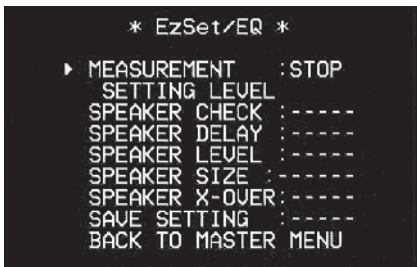 * EzSet/EQ *
▶ MEASUREMENT :STOP
SETTING LEVEL
SPEAKER CHECK :-----
SPEAKER DELAY :-----
SPEAKER LEVEL :-----
SPEAKER SIZE :------
SPEAKER X-OVER:-----
SAVE SETTING :-----
BACK TO MASTER MENU